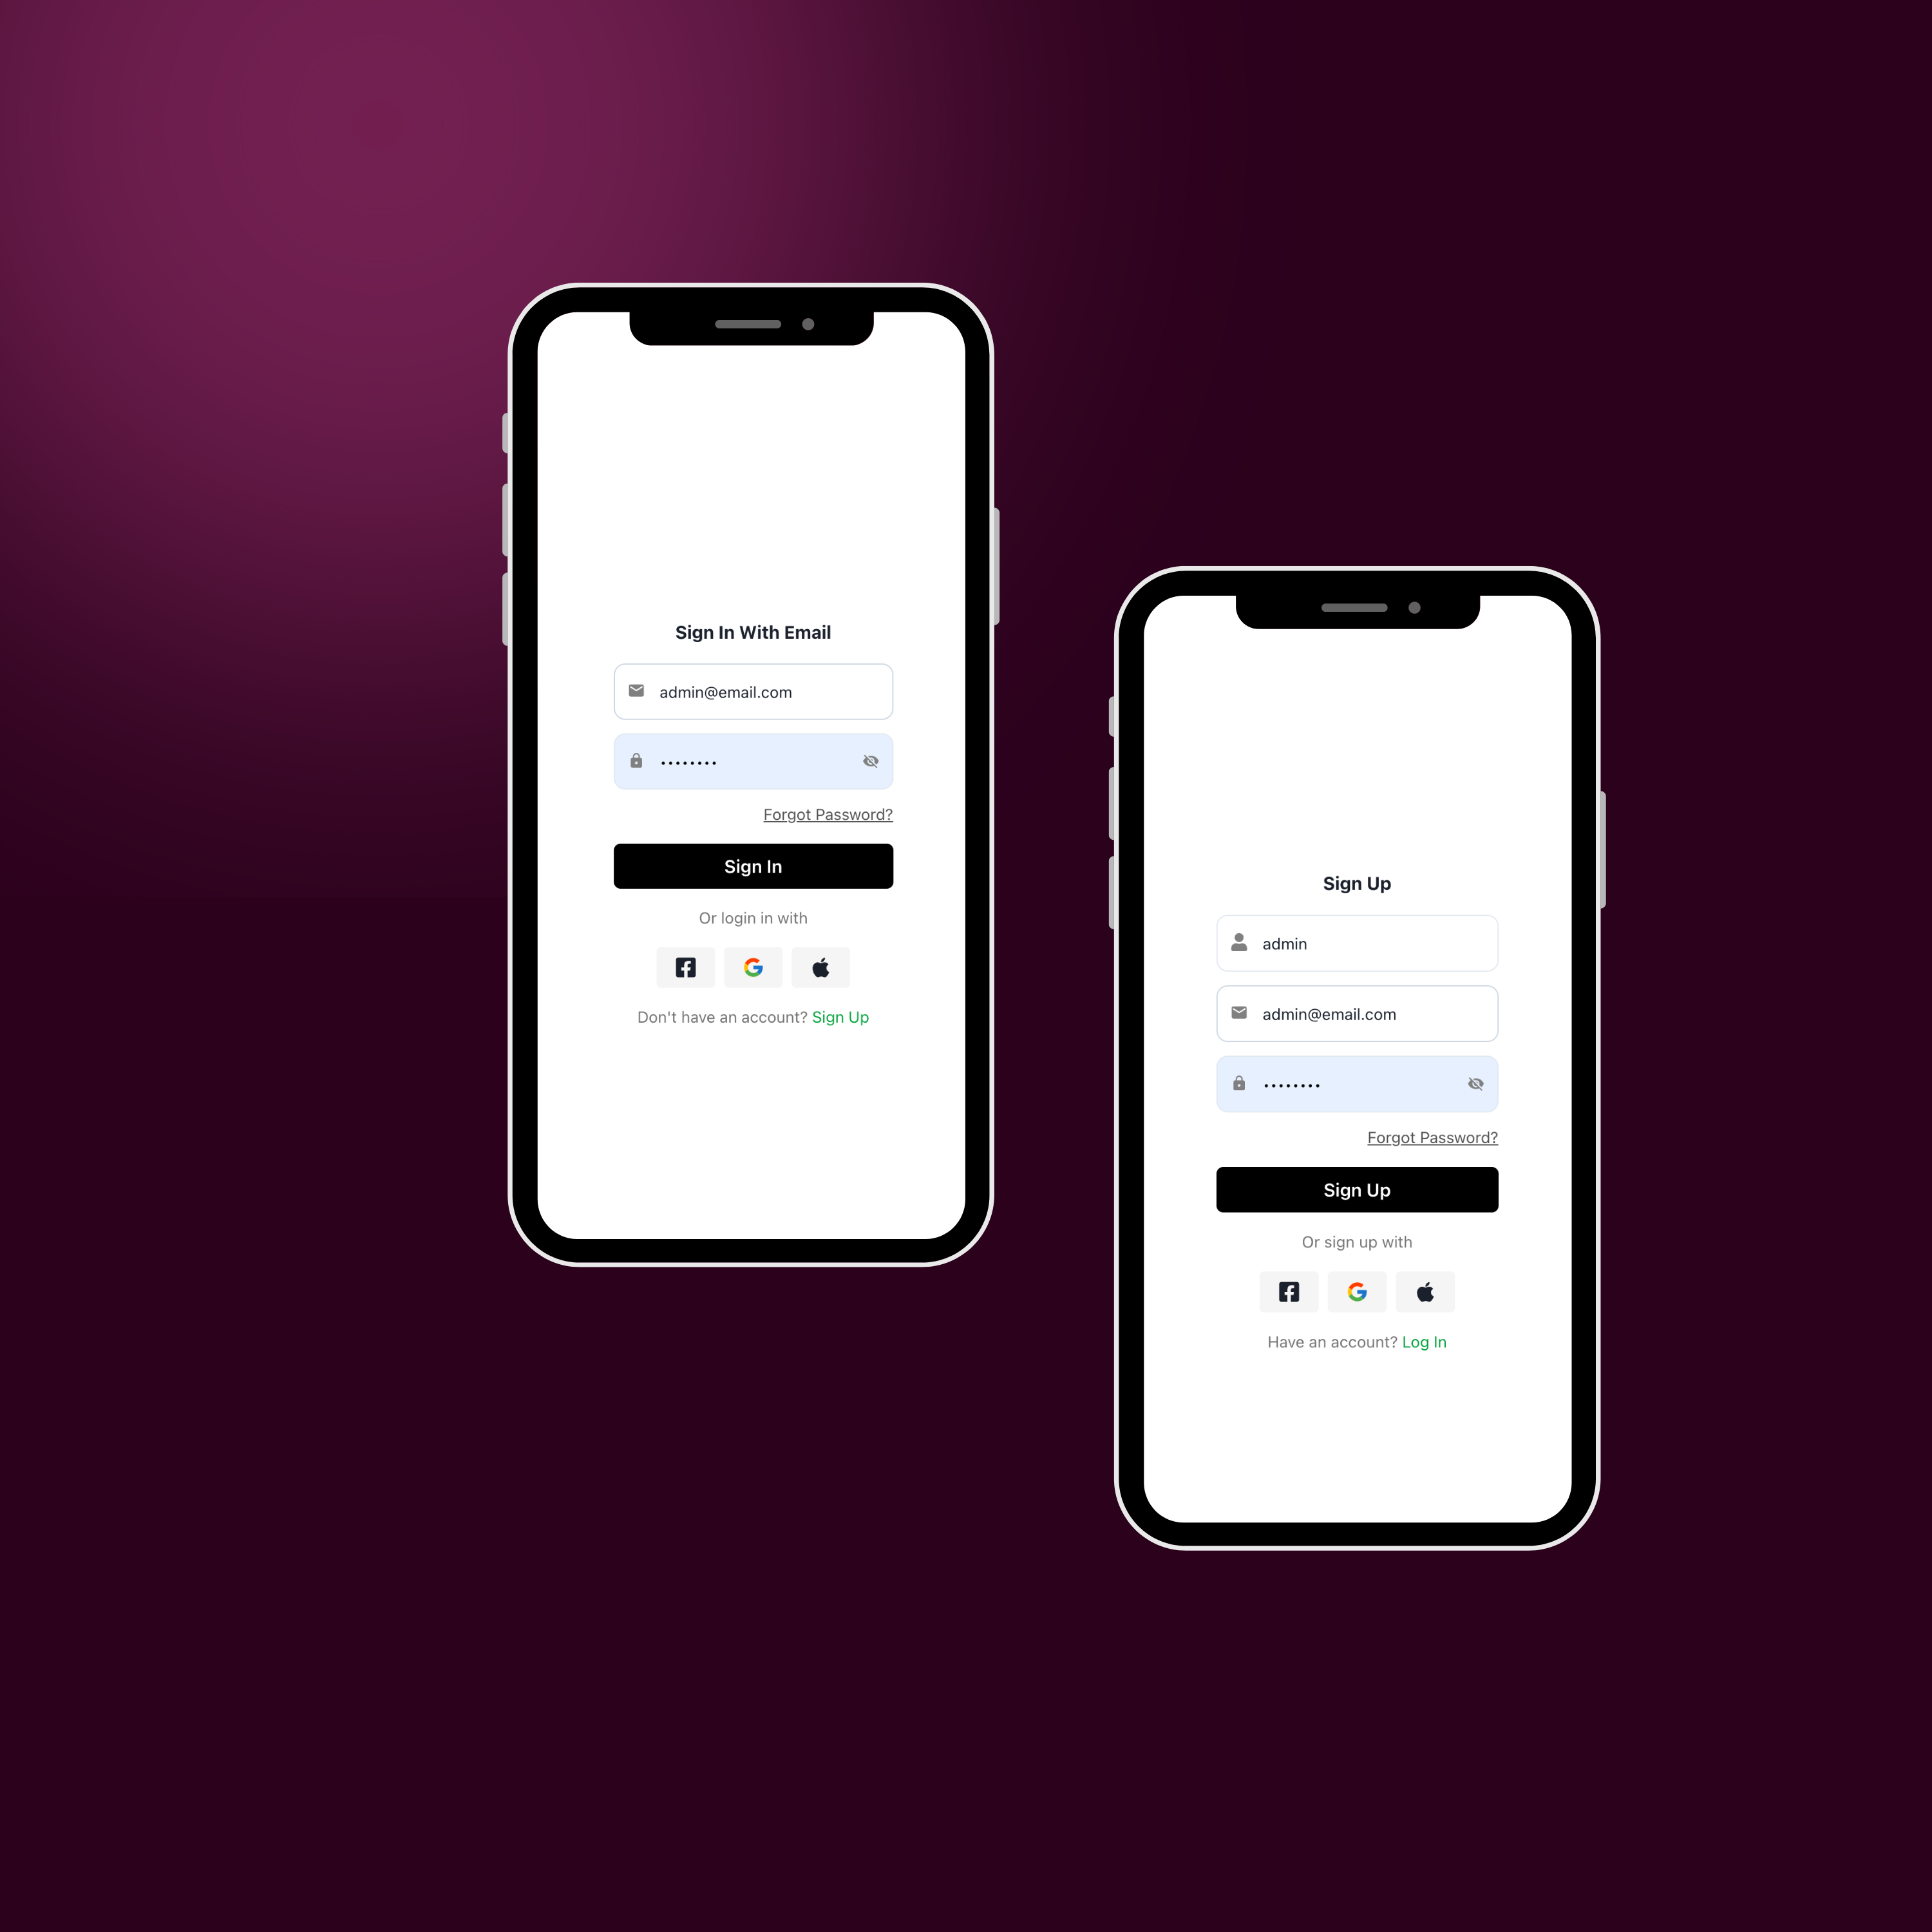 Sign In With Email
admin@email.com
••••••••
Forgot Password?
Sign In
Or login in with
Don't have an account? Sign Up
Sign Up
admin
admin@email.com
••••••••
Forgot Password?
Sign Up
Or sign up with
Have an account? Log In